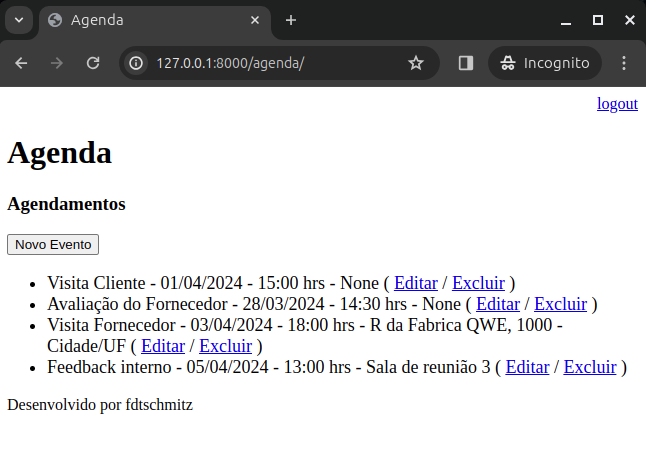 Agenda
127.0.0.1:8000/agenda/
Incognito
logout
Agenda
Agendamentos
Novo Evento
Visita Cliente - 01/04/2024 - 15:00 hrs - None ( Editar / Excluir )
Avaliação do Fornecedor - 28/03/2024 - 14:30 hrs - None ( Editar / Excluir )
Visita Fornecedor - 03/04/2024 - 18:00 hrs - R da Fabrica QWE, 1000 -
Cidade/UF ( Editar / Excluir )
Feedback interno - 05/04/2024 - 13:00 hrs - Sala de reunião 3 ( Editar / Excluir )
Desenvolvido por fdtschmitz